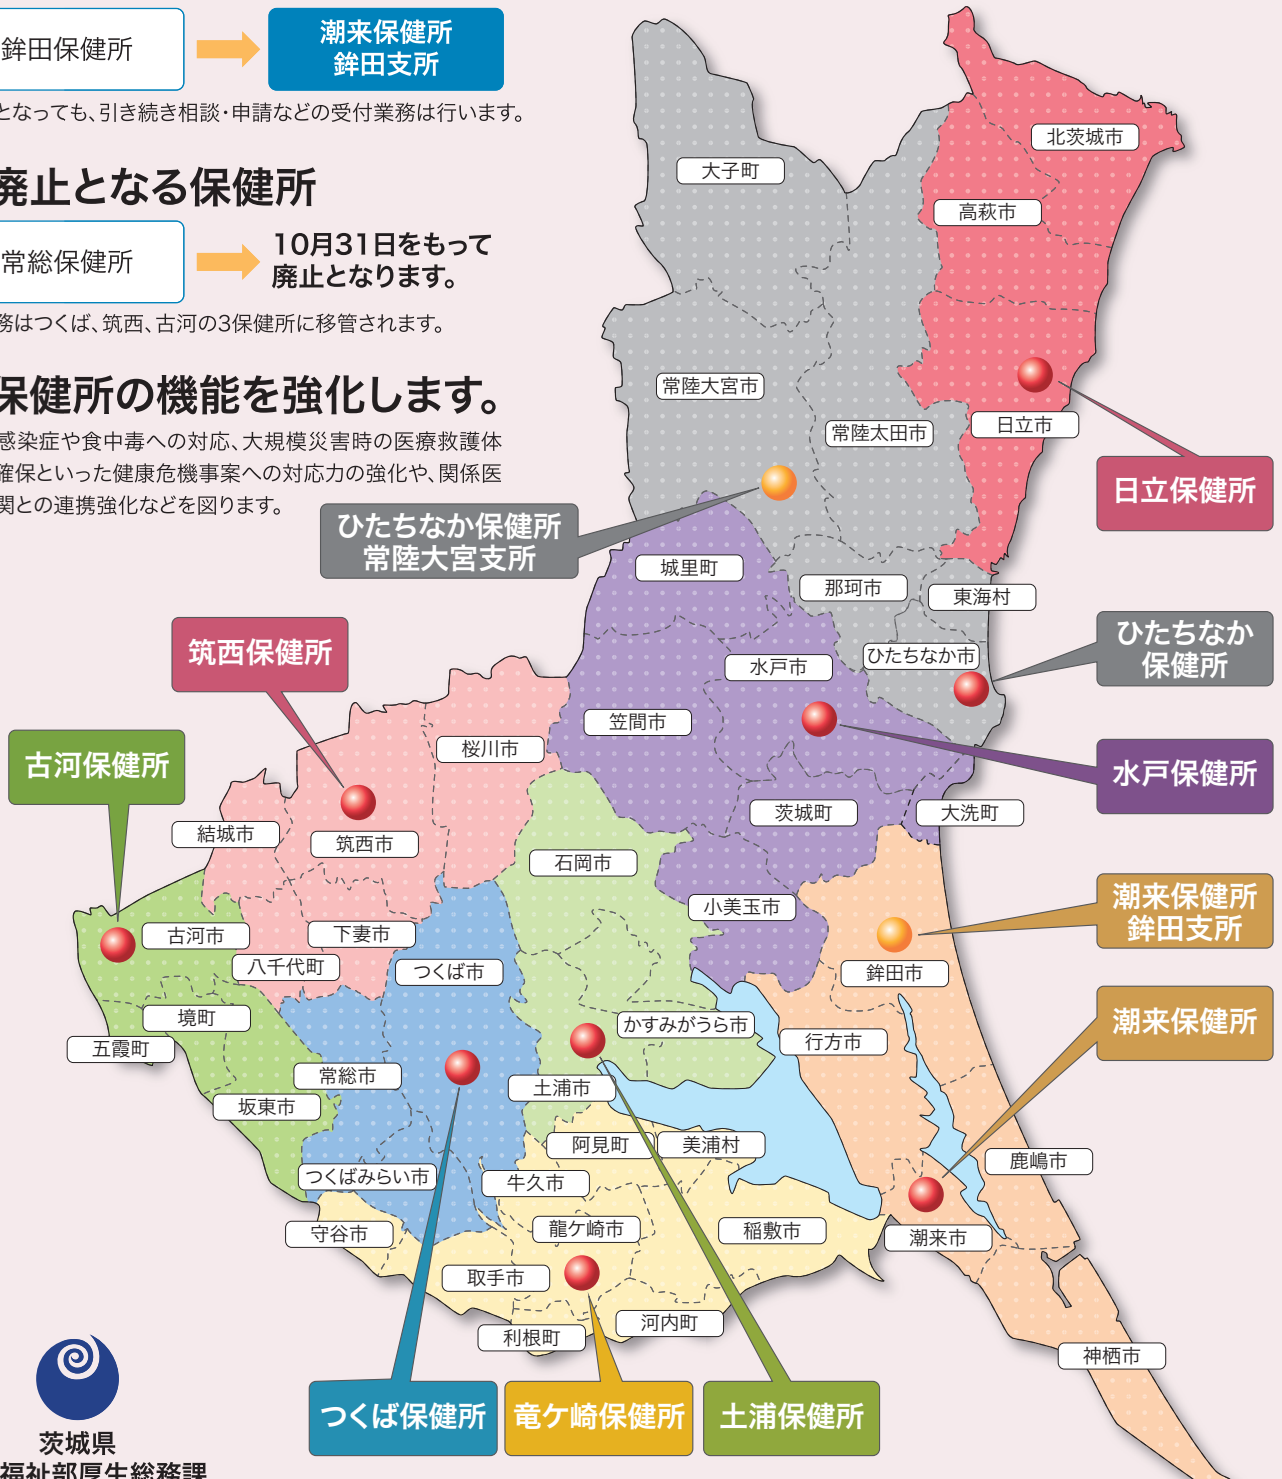 鉾田保健所
潮来保健所
鉾田支所
となっても、引き続き相談・申請などの受付業務は行います。
廃止となる保健所
常総保健所
10月31日をもって
廃止となります。
務はつくば、筑西、古河の3保健所に移管されます。
保健所の機能を強化します。
感染症や食中毒への対応、大規模災害時の医療救護体
確保といった健康危機事案への対応力の強化や、関係医
関との連携強化などを図ります。
北茨城市
大子町
高萩市
常陸大宮市
常陸太田市
日立市
日立保健所
ひたちなか保健所
常陸大宮支所
城里町
那珂市
東海村
ひたちなか
保健所
筑西保健所
ひたちなか市
水戸市
笠間市
桜川市
古河保健所
水戸保健所
茨城町
大洗町
結城市
筑西市
石岡市
小美玉市
潮来保健所
鉾田支所
古河市
下妻市
八千代町
つくば市
鉾田市
境町
かすみがうら市
行方市
潮来保健所
五霞町
常総市
土浦市
坂東市
阿見町
美浦村
鹿嶋市
つくばみらい市
牛久市
守谷市
龍ケ崎市
稲敷市
潮来市
取手市
利根町
河内町
神栖市
つくば保健所
竜ケ崎保健所
土浦保健所
茨城県
福祉部厚生総務課